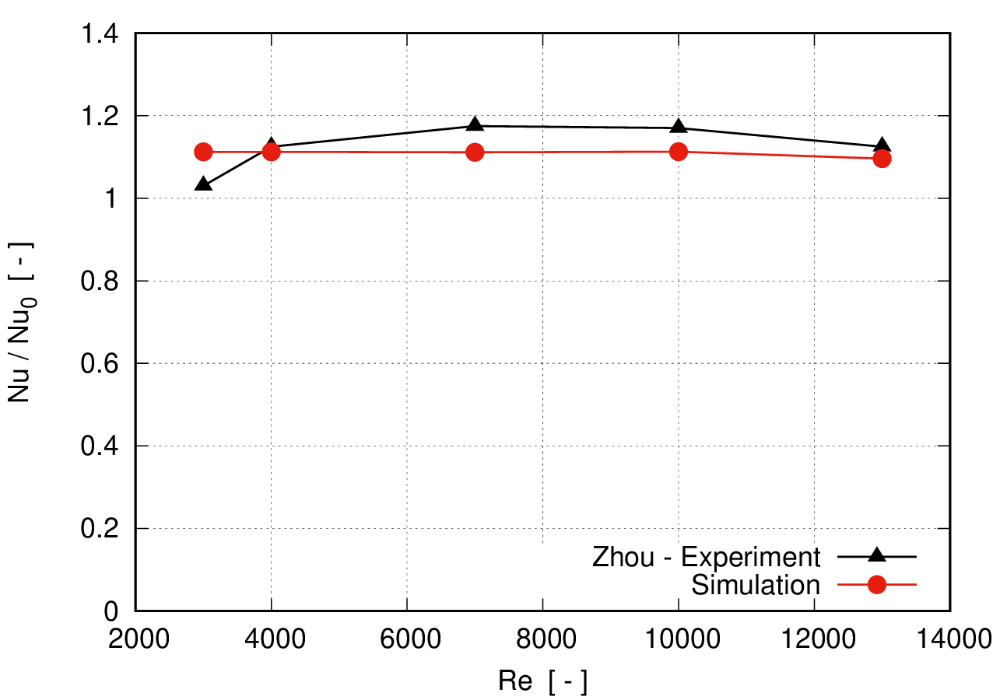 1.4
1.2
1
0.8
0.6
0.4
0.2
0
2000 4000 6000 8000 10000 12000 14000
Nu / Nu0 [ - ]
Re [ - ]
Zhou - Experiment
Simulation